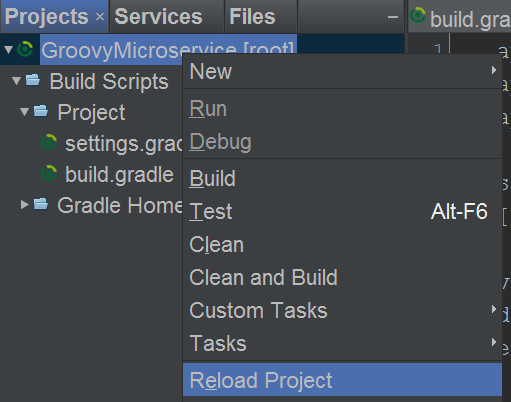 Projects × Services Files
build.gra
GroovyMicroservice [root]
1 a
Build Scripts
Project
settings.grad
build.gradle
Gradle Home
New
Run
Debug
Build
Test Alt-F6
Clean
Clean and Build
Custom Tasks
Tasks
Reload Project